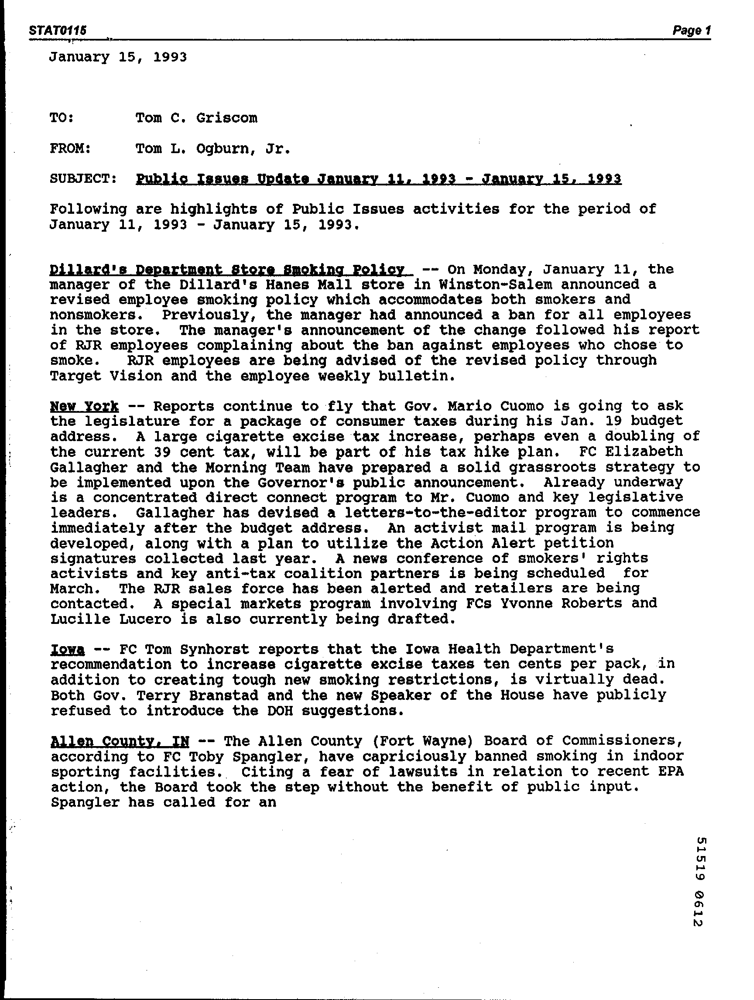 STAT0115 Page 1
January 15, 1993
TO: Tom C. Griscom
FROM: Tom L. Ogburn, Jr.
SUBJECT: Public Issues Update January 11, 1993 - January 15, 1993
Following are highlights of Public Issues activities for the period of
January 11, 1993 - January 15, 1993.
Dillard's Department Store Smoking Policy -- On Monday, January 11, the
manager of the Dillard's Hanes Mall store in Winston-Salem announced a
revised employee smoking policy which accommodates both smokers and
nonsmokers. Previously, the manager had announced a ban for all employees
in the store. The manager's announcement of the change followed his report
of RJR employees complaining about the ban against employees who chose to
smoke. RJR employees are being advised of the revised policy through
Target Vision and the employee weekly bulletin.
New York -- Reports continue to fly that Gov. Mario Cuomo is going to ask
the legislature for a package of consumer taxes during his Jan. 19 budget
address. A large cigarette excise tax increase, perhaps even a doubling of
the current 39 cent tax, will be part of his tax hike plan. FC Elizabeth
Gallagher and the Morning Team have prepared a solid grassroots strategy to
be implemented upon the Governor's public announcement. Already underway
is a concentrated direct connect program to Mr. Cuomo and key legislative
leaders. Gallagher has devised a letters-to-the-editor program to commence
immediately after the budget address. An activist mail program is being
developed, along with a plan to utilize the Action Alert petition
signatures collected last year. A news conference of smokers' rights
activists and key anti-tax coalition partners is being scheduled for
March. The RJR sales force has been alerted and retailers are being
contacted. A special markets program involving FCs Yvonne Roberts and
Lucille Lucero is also currently being drafted.
Iowa -- FC Tom Synhorst reports that the Iowa Health Department's
recommendation to increase cigarette excise taxes ten cents per pack, in
addition to creating tough new smoking restrictions, is virtually dead.
Both Gov. Terry Branstad and the new Speaker of the House have publicly
refused to introduce the DOH suggestions.
Allen County, IN -- The Allen County (Fort Wayne) Board of Commissioners,
according to FC Toby Spangler, have capriciously banned smoking in indoor
sporting facilities. Citing a fear of lawsuits in relation to recent EPA
action, the Board took the step without the benefit of public input.
Spangler has called for an
51519 0612